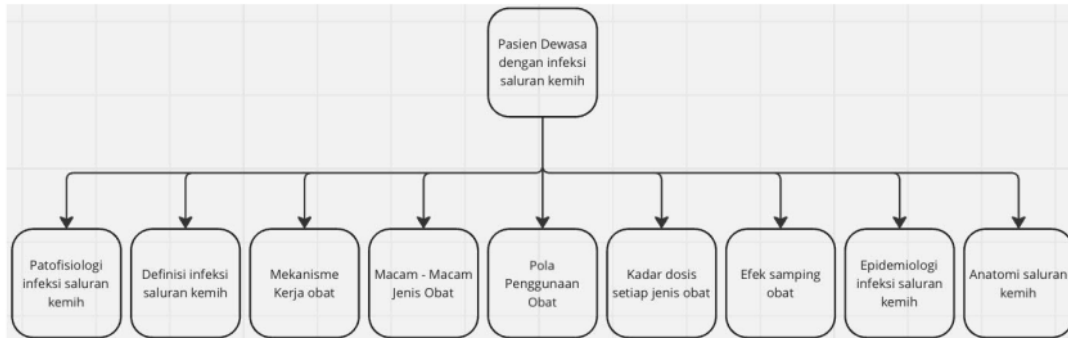 Pasien Dewasa
dengan infeksi
saluran kemih
Patofisiologi
infeksi saluran
kemih
Definisi infeksi
saluran kemih
Mekanisme
Kerja obat
Macam - Macam
Jenis Obat
Pola
Penggunaan
Obat
Kadar dosis
setiap jenis obat
Efek samping
obat
Epidemiologi
infeksi saluran
kemih
Anatomi saluran
kemih